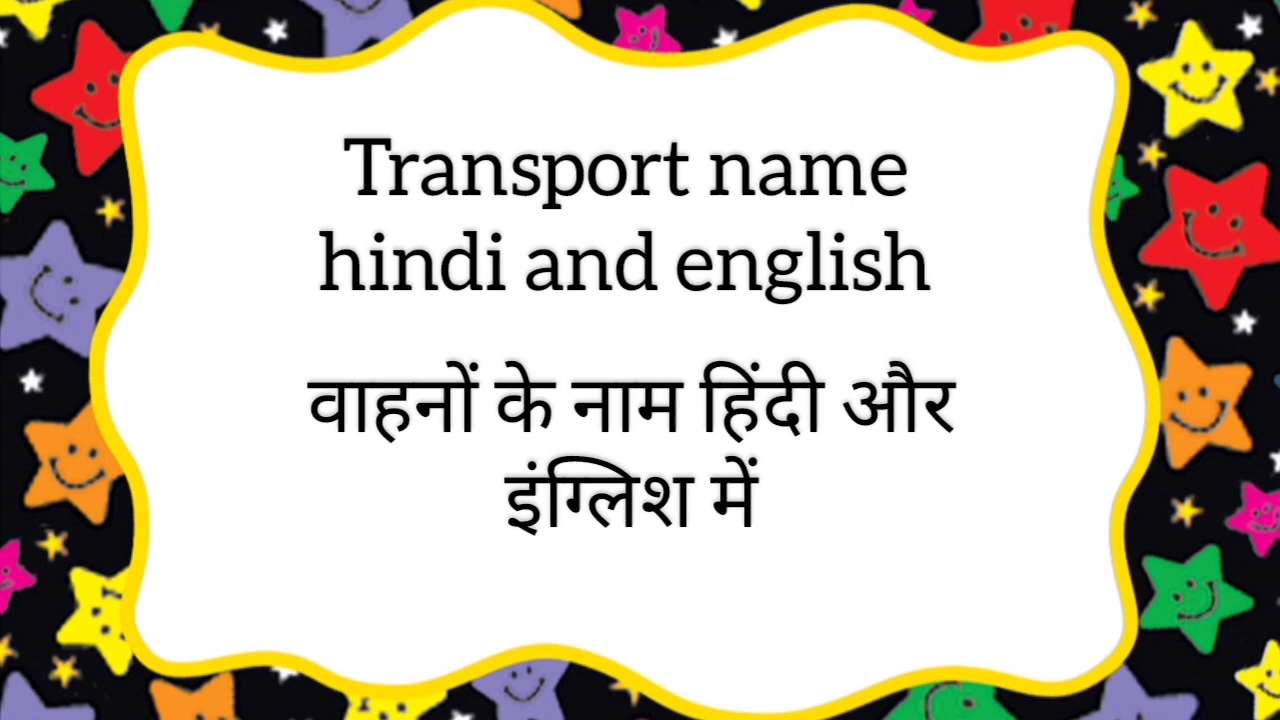 Transport name
hindi and english
वाहनों के नाम हिंदी और
इंग्लिश में